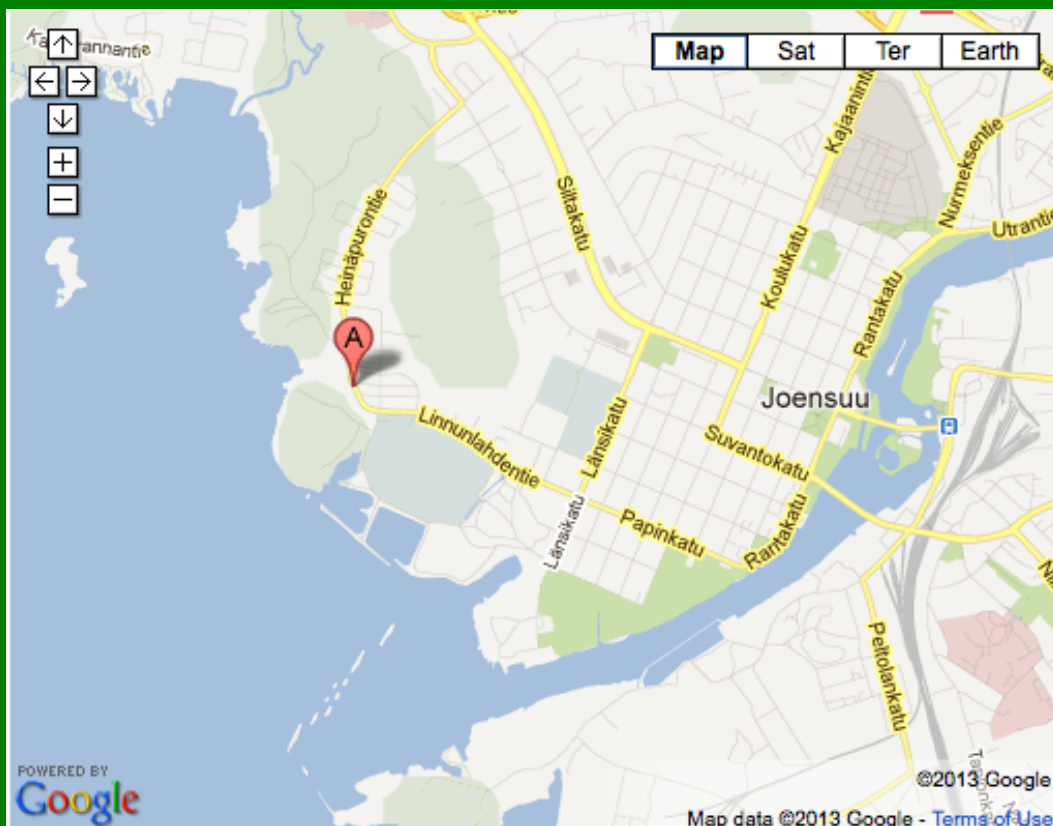 Map
Sat
Ter
Earth
Kajaanintie
Nurmeksentie
Utrantie
Siltakatu
Heinäpurontie
Koulukatu
Rantakatu
A
Joensuu
Linnunlahdentie
Länsikatu
Suvantokatu
Länsikatu
Papinkatu
Rantakatu
Peltolankatu
POWERED BY
Google
©2013 Google
Map data ©2013 Google - Terms of Use